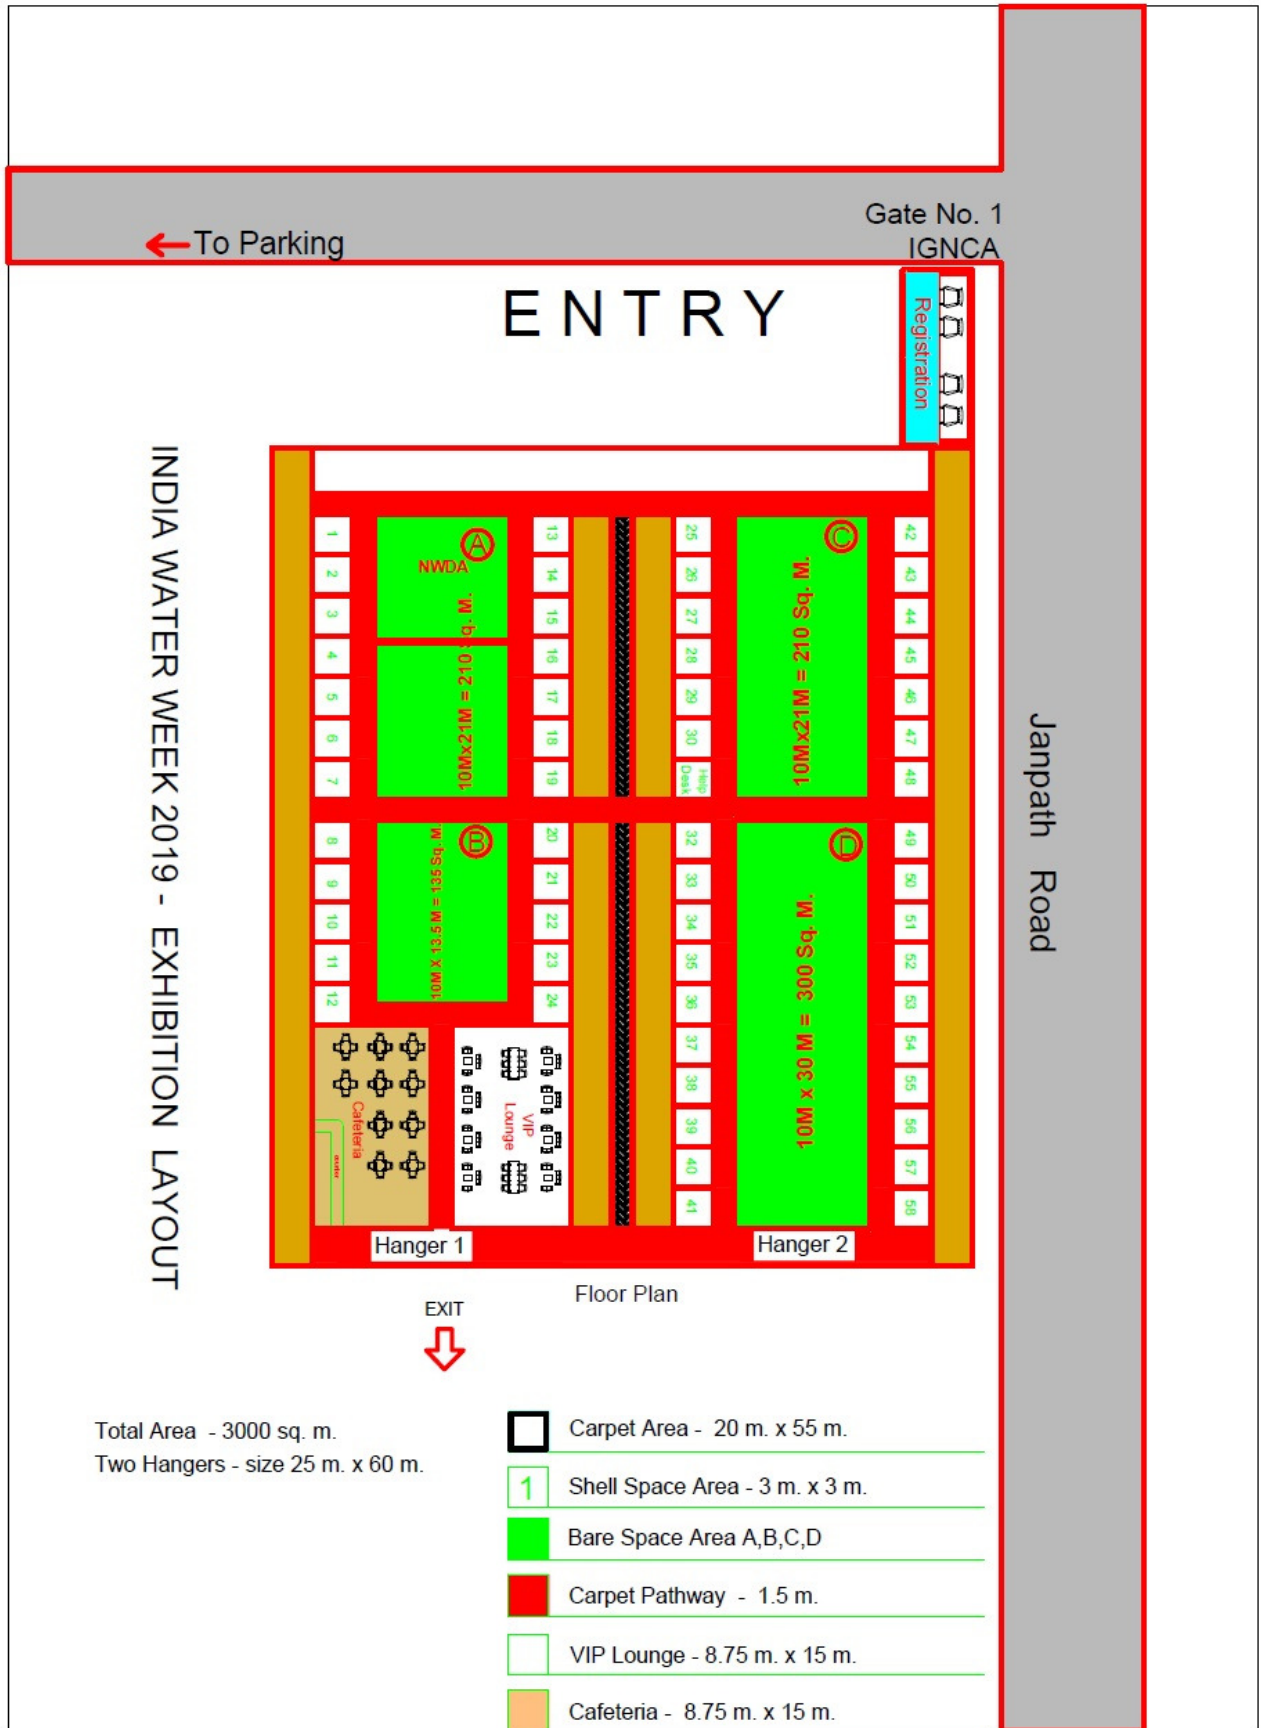 To Parking
Gate No. 1
IGNCA
ENTRY
Registration
INDIA WATER WEEK 2019 - EXHIBITION LAYOUT
Janpath Road
1
2
3
4
5
6
7
8
9
10
11
12
A
NWDA
10Mx21M = 210 Sq. M.
B
10M X 13.5 M = 135 Sq. M.
13
14
15
16
17
18
19
20
21
22
23
24
25
26
27
28
29
30
Help
Desk
32
33
34
35
36
37
38
39
40
41
C
10Mx21M = 210 Sq. M.
D
10M x 30 M = 300 Sq. M.
42
43
44
45
46
47
48
49
50
51
52
53
54
55
56
57
58
Cafeteria
VIP
Lounge
Hanger 1
Hanger 2
Floor Plan
EXIT
Total Area - 3000 sq. m.
Two Hangers - size 25 m. x 60 m.
Carpet Area - 20 m. x 55 m.
1 Shell Space Area - 3 m. x 3 m.
Bare Space Area A,B,C,D
Carpet Pathway - 1.5 m.
VIP Lounge - 8.75 m. x 15 m.
Cafeteria - 8.75 m. x 15 m.